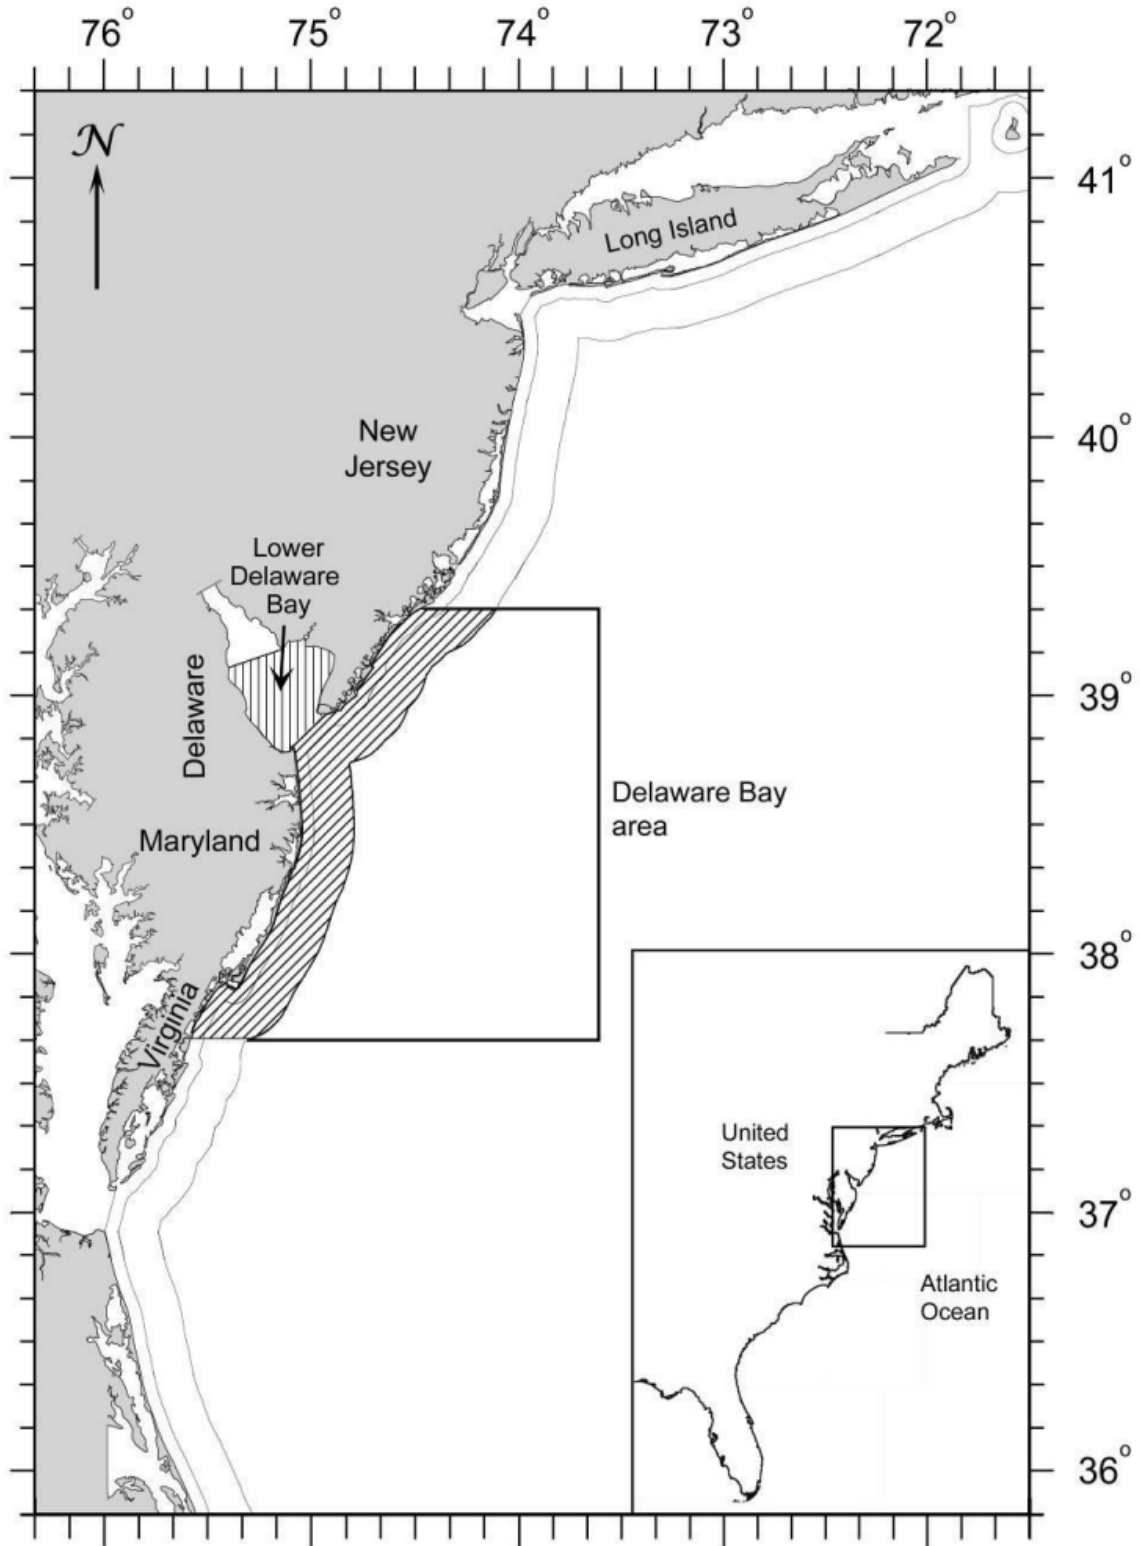 76° 75° 74° 73° 72°
N
41°
Long Island
New
Jersey
40°
Lower
Delaware
Bay
Delaware
39°
Delaware Bay
area
Maryland
38°
Virginia
United
States
37°
Atlantic
Ocean
36°